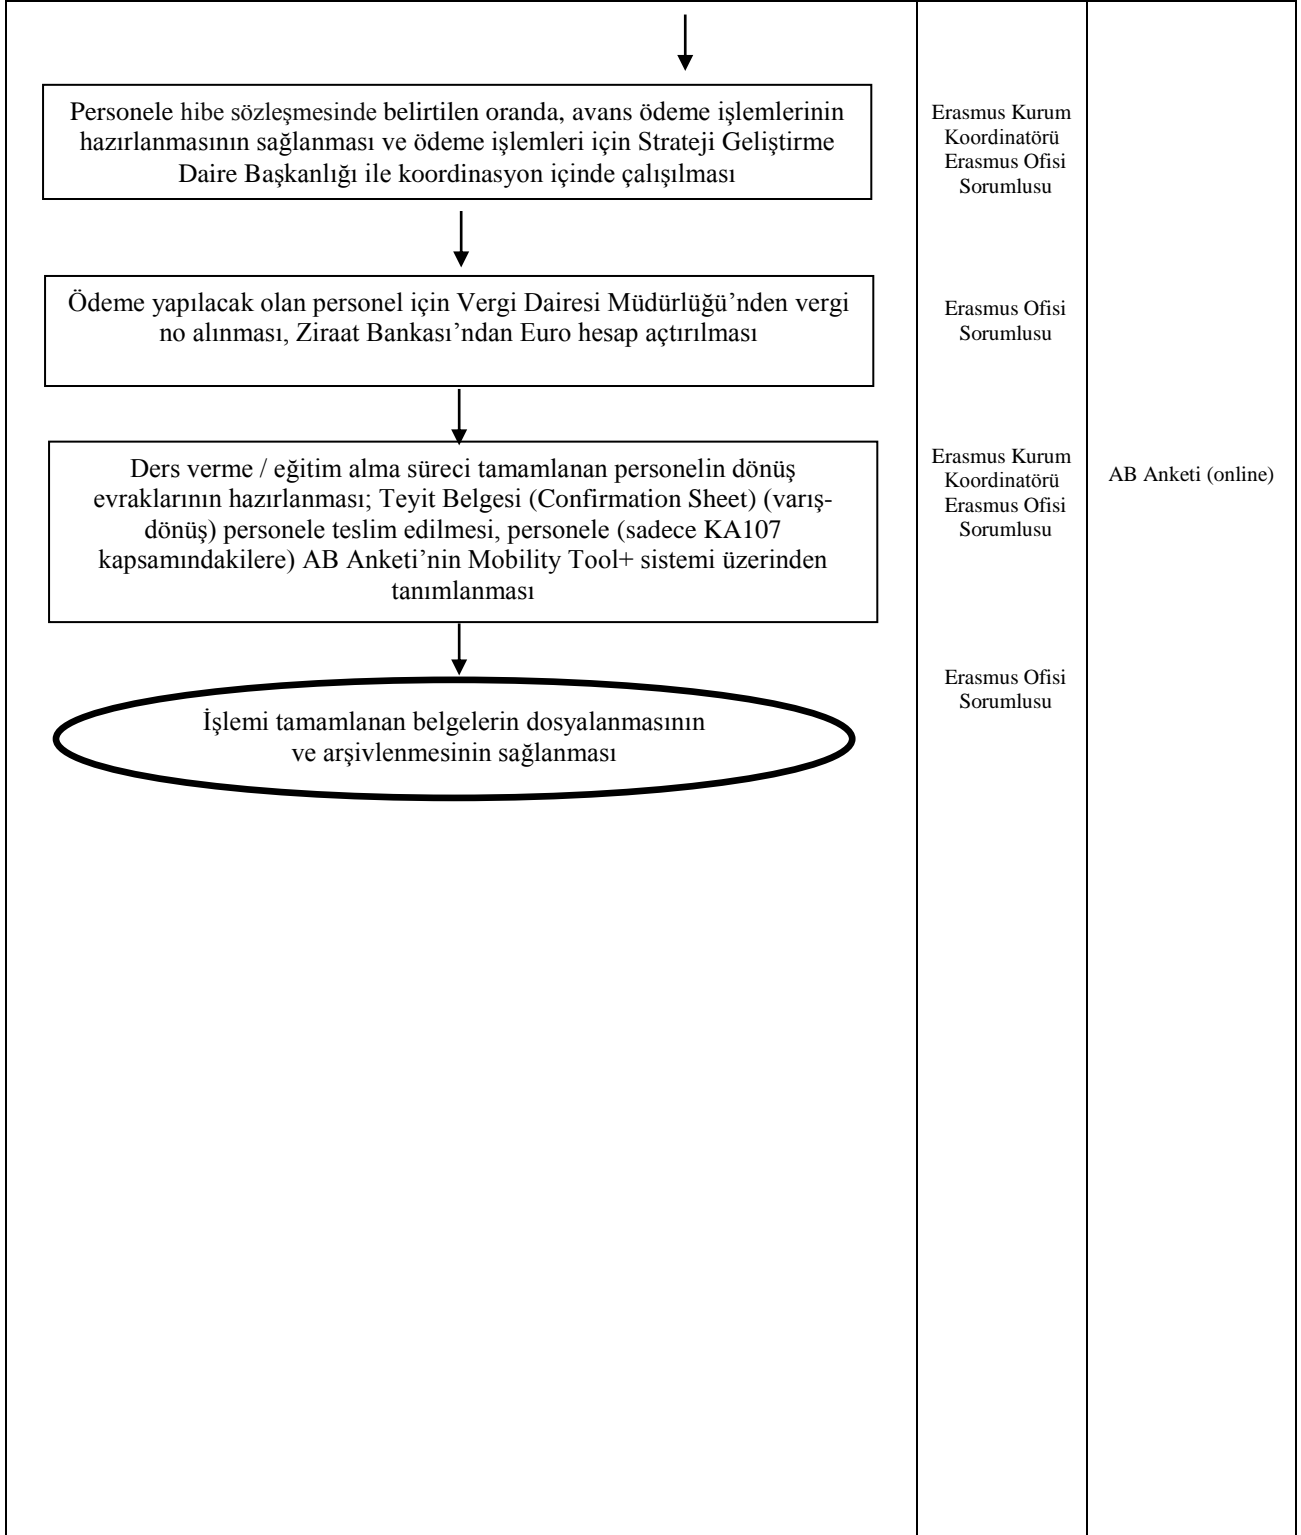 Personele hibe sözleşmesinde belirtilen oranda, avans ödeme işlemlerinin
hazırlanmasının sağlanması ve ödeme işlemleri için Strateji Geliştirme
Daire Başkanlığı ile koordinasyon içinde çalışılması
Erasmus Kurum
Koordinatörü
Erasmus Ofisi
Sorumlusu
Ödeme yapılacak olan personel için Vergi Dairesi Müdürlüğü’nden vergi
no alınması, Ziraat Bankası’ndan Euro hesap açtırılması
Erasmus Ofisi
Sorumlusu
Ders verme / eğitim alma süreci tamamlanan personelin dönüş
evraklarının hazırlanması; Teyit Belgesi (Confirmation Sheet) (varış-
dönüş) personele teslim edilmesi, personele (sadece KA107
kapsamındakilere) AB Anketi’nin Mobility Tool+ sistemi üzerinden
tanımlanması
Erasmus Kurum
Koordinatörü
Erasmus Ofisi
Sorumlusu
AB Anketi (online)
İşlemi tamamlanan belgelerin dosyalanmasının
ve arşivlenmesinin sağlanması
Erasmus Ofisi
Sorumlusu